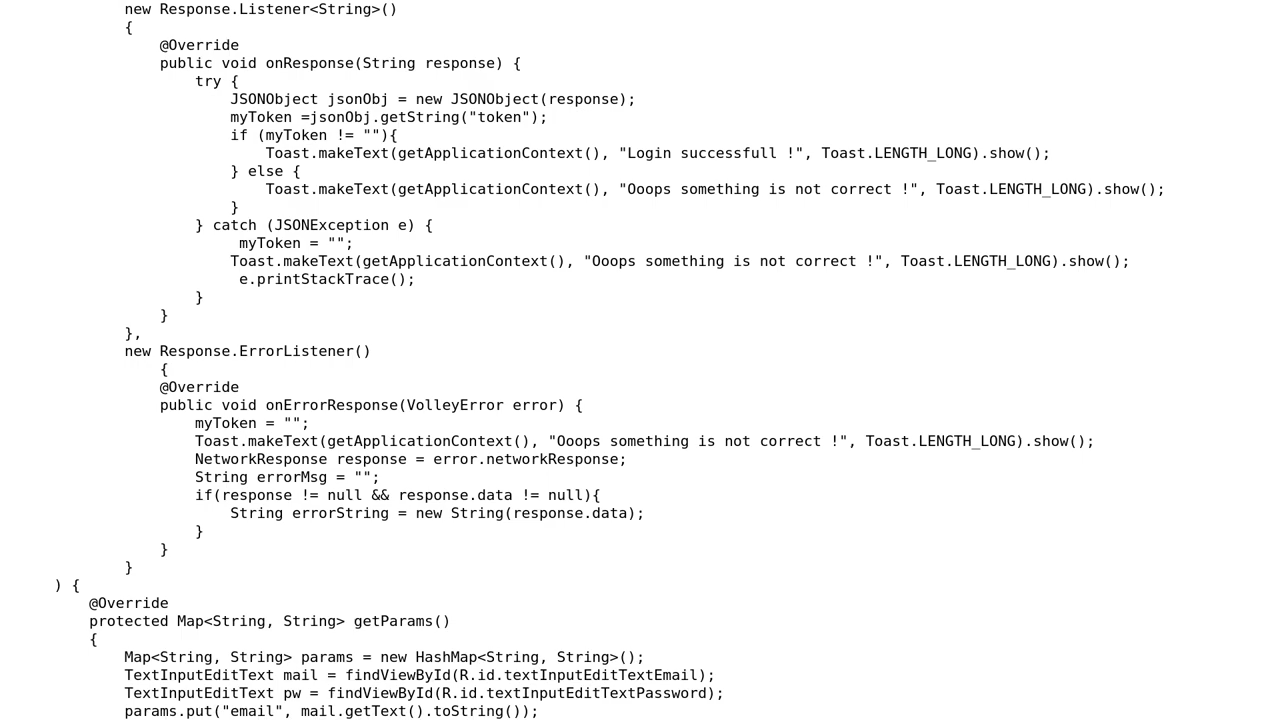 new Response.Listener<String>()
{
@Override
public void onResponse(String response) {
try {
JSONObject jsonObj = new JSONObject(response);
myToken =jsonObj.getString("token");
if (myToken != ""){
Toast.makeText(getApplicationContext(), "Login successfull !", Toast.LENGTH_LONG).show();
} else {
Toast.makeText(getApplicationContext(), "Ooops something is not correct !", Toast.LENGTH_LONG).show();
}
} catch (JSONException e) {
myToken = "";
Toast.makeText(getApplicationContext(), "Ooops something is not correct !", Toast.LENGTH_LONG).show();
e.printStackTrace();
}
}
},
new Response.ErrorListener()
{
@Override
public void onErrorResponse(VolleyError error) {
myToken = "";
Toast.makeText(getApplicationContext(), "Ooops something is not correct !", Toast.LENGTH_LONG).show();
NetworkResponse response = error.networkResponse;
String errorMsg = "";
if(response != null && response.data != null){
String errorString = new String(response.data);
}
}
}
) {
@Override
protected Map<String, String> getParams()
{
Map<String, String> params = new HashMap<String, String>();
TextInputEditText mail = findViewById(R.id.textInputEditTextEmail);
TextInputEditText pw = findViewById(R.id.textInputEditTextPassword);
params.put("email", mail.getText().toString());